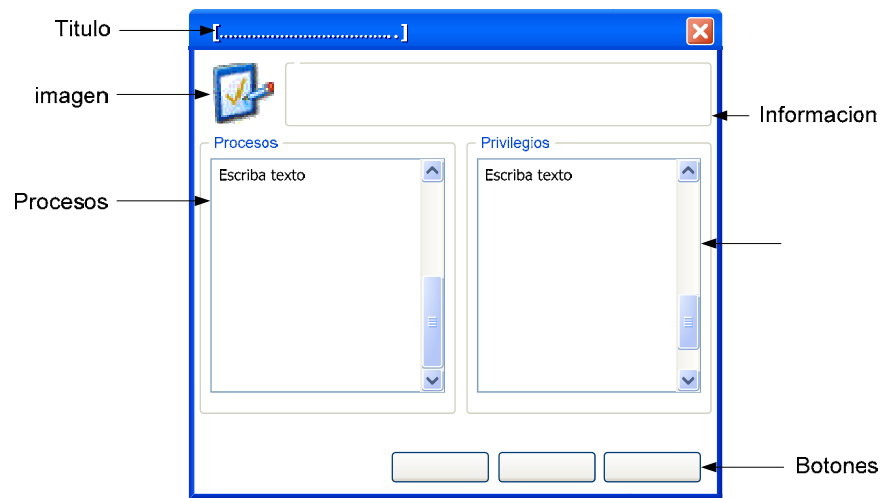 Titulo
[...................................]
imagen
Informacion
Procesos
Privilegios
Escriba texto
Escriba texto
Procesos
Botones